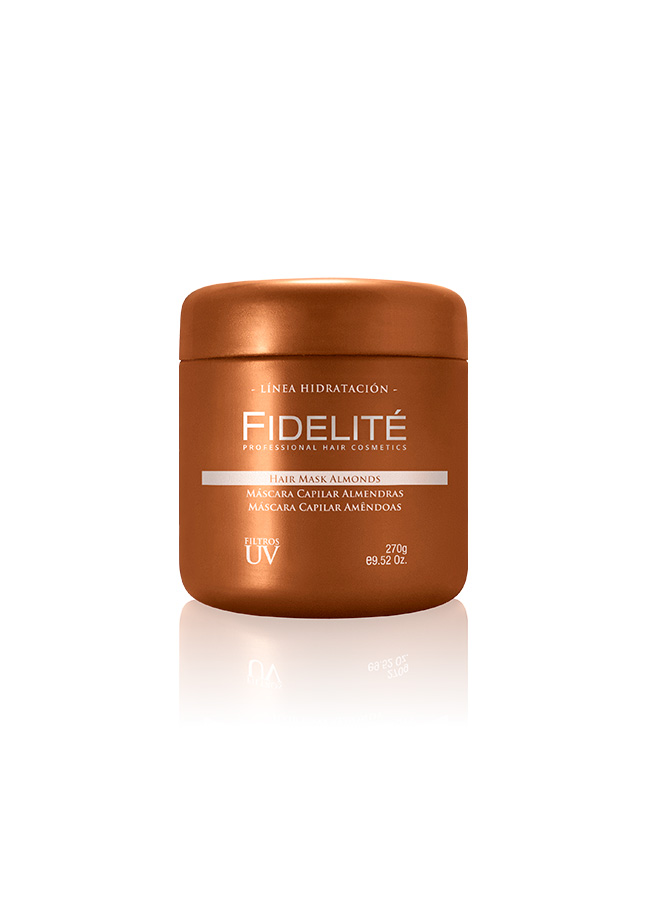 - LÍNEA HIDRATACIÓN -
FIDELITÉ
PROFESSIONAL HAIR COSMETICS
HAIR MASK ALMONDS
MÁSCARA CAPILAR ALMENDRAS
MÁSCARA CAPILAR AMÊNDOAS
FILTROS
UV
270g
℮9.52 Oz.